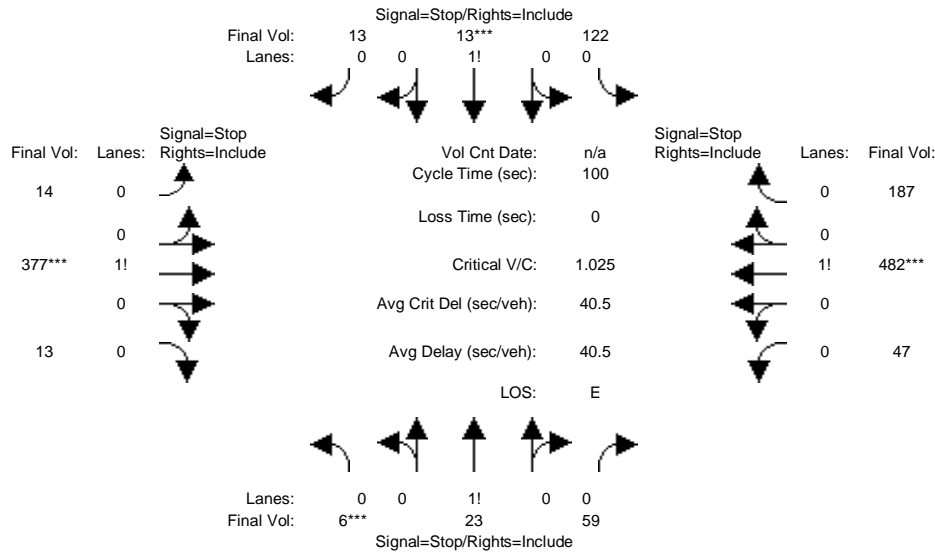 Signal=Stop/Rights=Include
Final Vol: 13 13*** 122
Lanes: 0 0 1! 0 0
Signal=Stop
Final Vol: Lanes: Rights=Include
Vol Cnt Date: n/a
Signal=Stop
Rights=Include Lanes: Final Vol:
Cycle Time (sec): 100
14 0
0 187
Loss Time (sec): 0
0
0
377*** 1!
Critical V/C: 1.025
1! 482***
0
Avg Crit Del (sec/veh): 40.5
0
13 0
Avg Delay (sec/veh): 40.5
0 47
LOS: E
Lanes: 0 0 1! 0 0
Final Vol: 6*** 23 59
Signal=Stop/Rights=Include